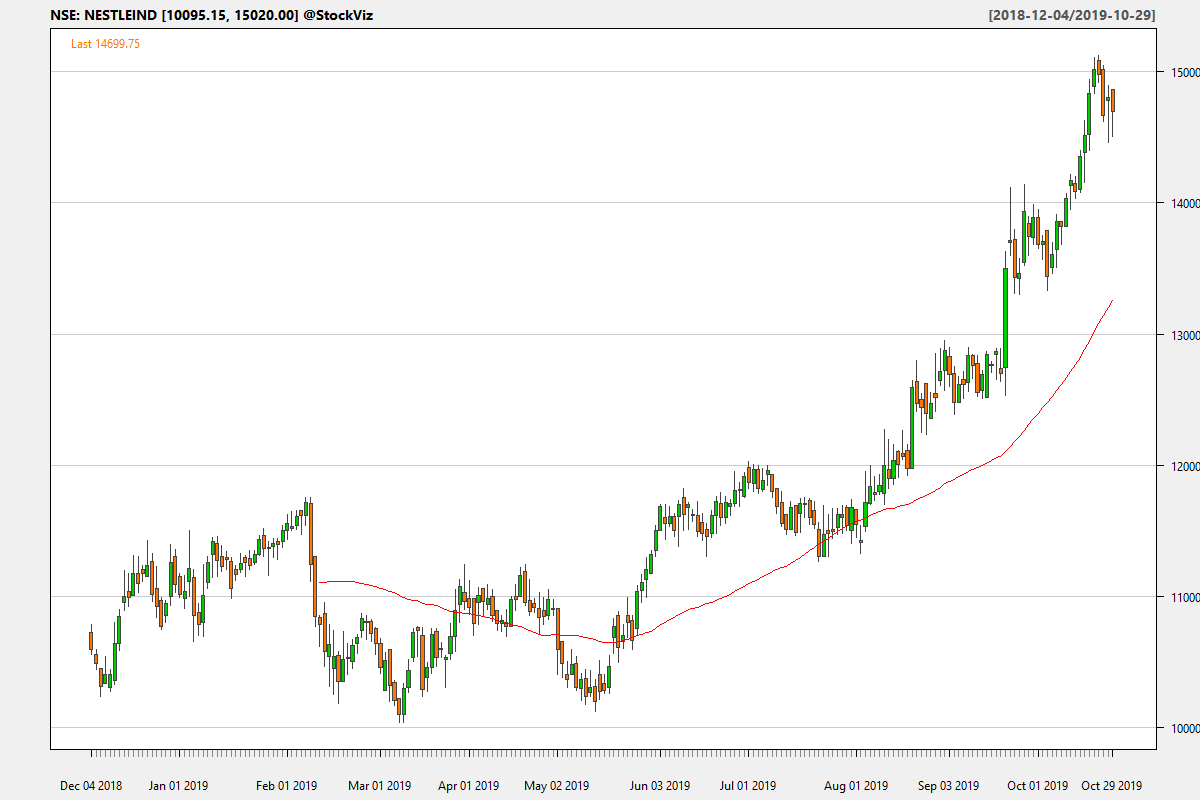 NSE: NESTLEIND [10095.15, 15020.00] @StockViz [2018-12-04/2019-10-29]
Last 14699.75
15000
14000
13000
12000
11000
10000
Dec 04 2018 Jan 01 2019 Feb 01 2019 Mar 01 2019 Apr 01 2019 May 02 2019 Jun 03 2019 Jul 01 2019 Aug 01 2019 Sep 03 2019 Oct 01 2019 Oct 29 2019